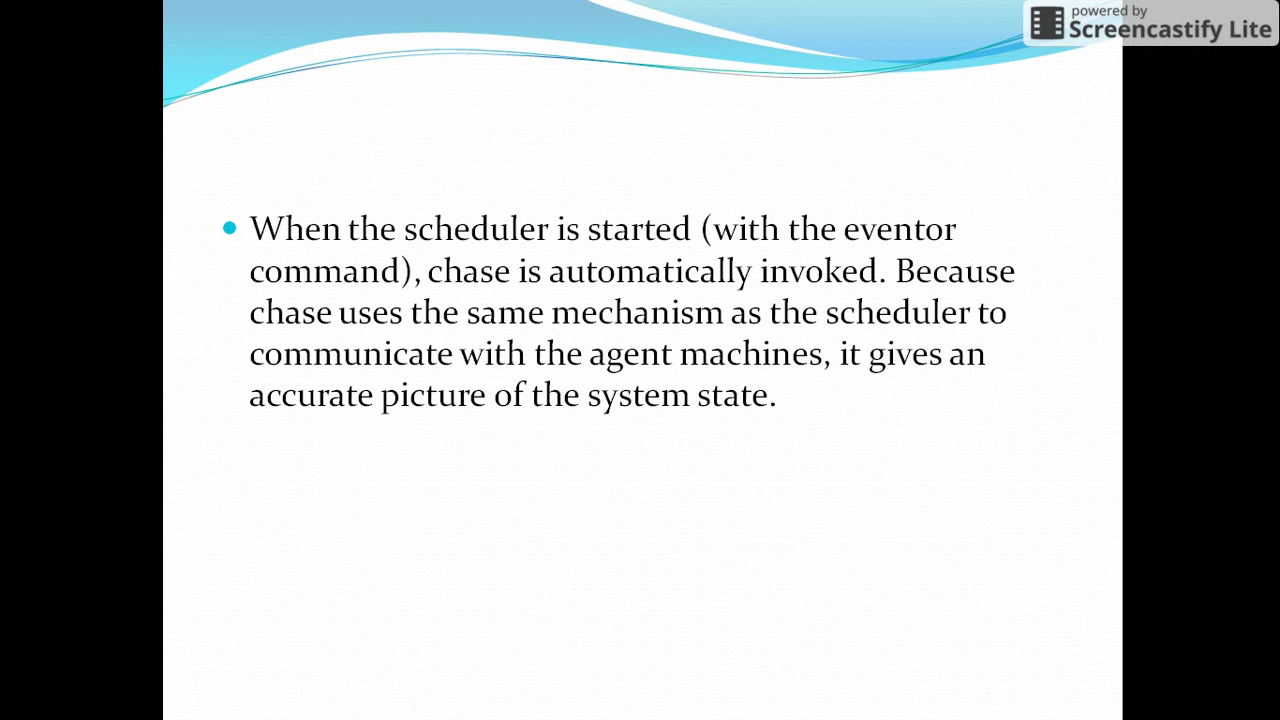 powered by
Screencastify Lite
When the scheduler is started (with the eventor
command), chase is automatically invoked. Because
chase uses the same mechanism as the scheduler to
communicate with the agent machines, it gives an
accurate picture of the system state.